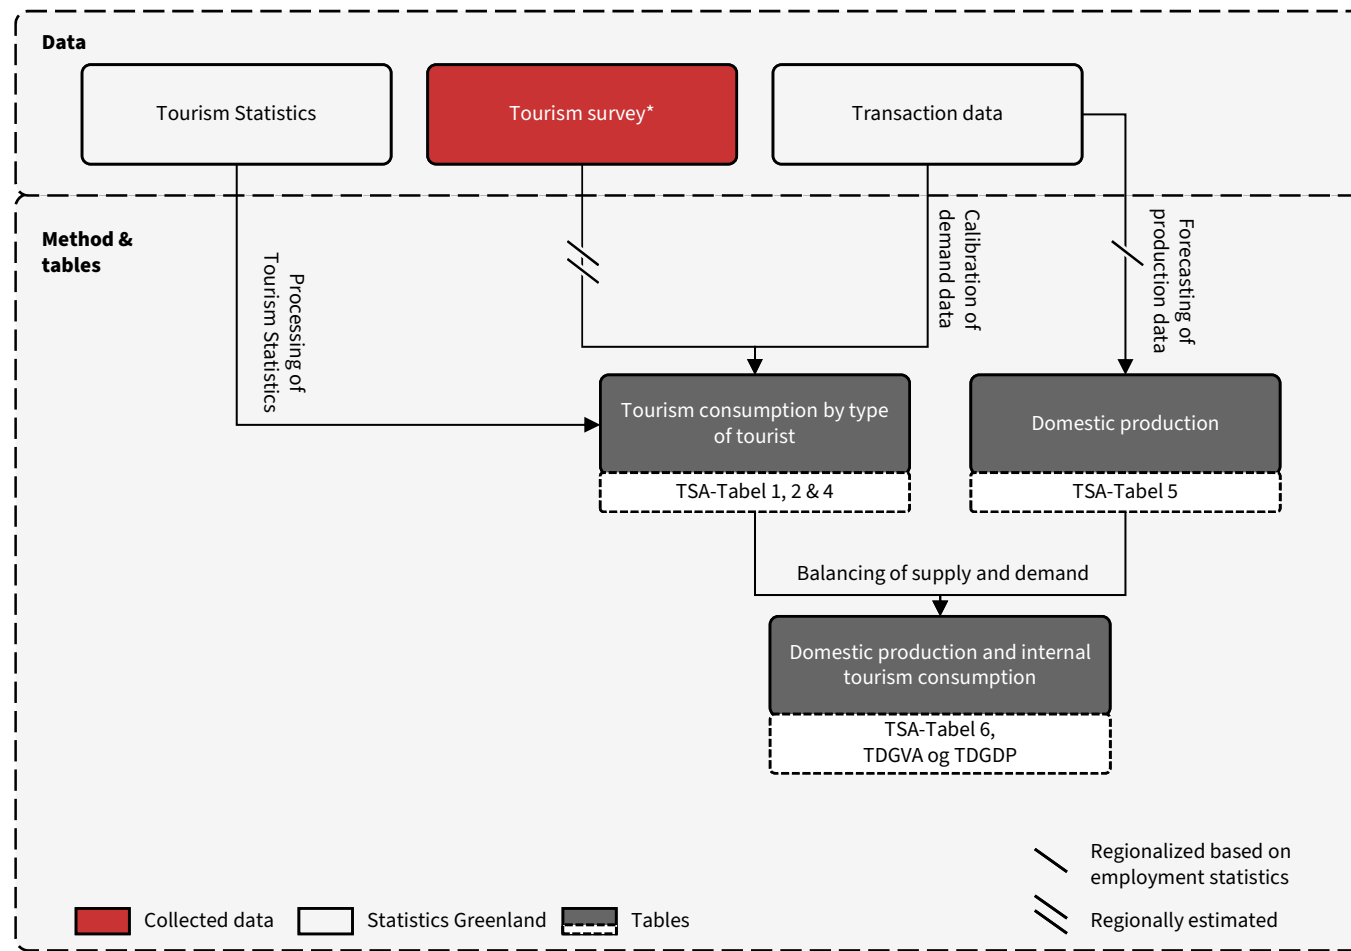 Data
Tourism Statistics
Tourism survey*
Transaction data
Method &
tables
Processing of
Tourism Statistics
Calibration of
demand data
Forecasting of
production data
Tourism consumption by type
of tourist
TSA-Tabel 1, 2 & 4
Domestic production
TSA-Tabel 5
Balancing of supply and demand
Domestic production and internal
tourism consumption
TSA-Tabel 6,
TDGVA og TDGDP
Regionalized based on
employment statistics
Regionally estimated
Collected data
Statistics Greenland
Tables